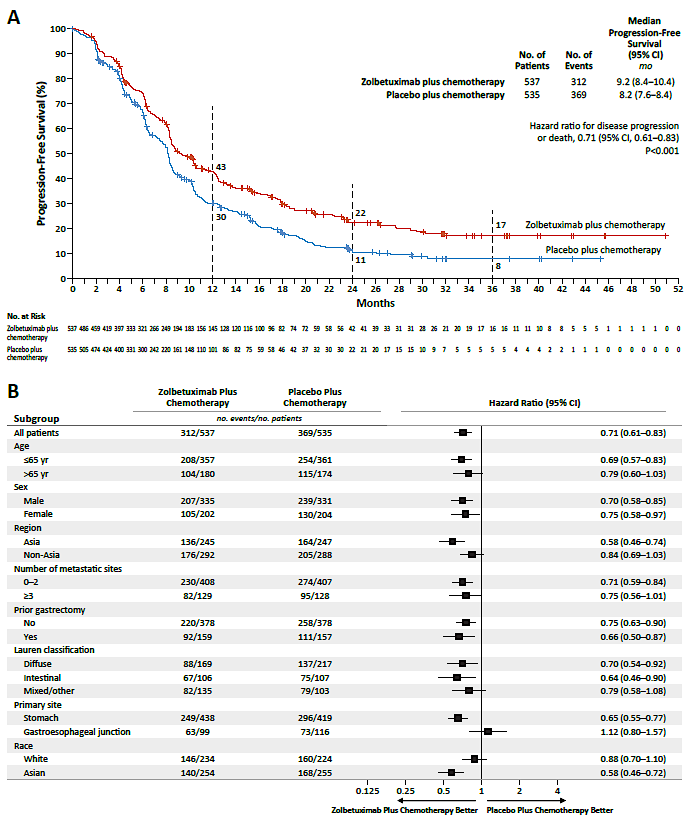 A
Median
Progression-Free
Survival
(95% CI)
mo
No. of
Patients
No. of
Events
Zolbetuximab plus chemotherapy 537 312 9.2 (8.4–10.4)
Placebo plus chemotherapy 535 369 8.2 (7.6–8.4)
Hazard ratio for disease progression
or death, 0.71 (95% CI, 0.61–0.83)
P<0.001
Progression-Free Survival (%)
100
90
80
70
60
50
40
30
20
10
0
43
30
22
11
17
8
Zolbetuximab plus chemotherapy
Placebo plus chemotherapy
0 2 4 6 8 10 12 14 16 18 20 22 24 26 28 30 32 34 36 38 40 42 44 46 48 50 52
Months
No. at Risk
Zolbetuximab plus
chemotherapy
537 486 459 419 397 333 321 266 249 194 183 156 145 128 120 116 100 96 82 74 72 59 58 56 42 41 39 33 31 31 28 26 21 20 19 17 16 16 11 11 10 8 8 5 5 5 1 1 1 1 1 0 0
Placebo plus
chemotherapy
535 505 474 424 400 331 300 242 220 161 148 110 101 86 82 75 59 58 46 42 37 32 30 30 22 21 20 17 15 15 10 9 7 5 5 5 5 5 5 4 4 4 2 2 1 1 1 0 0 0 0 0 0 0
B
Subgroup
Zolbetuximab Plus
Chemotherapy
Placebo Plus
Chemotherapy
Hazard Ratio (95% CI)
no. events/no. patients
All patients 312/537 369/535 0.71 (0.61–0.83)
Age
≤65 yr 208/357 254/361 0.69 (0.57–0.83)
>65 yr 104/180 115/174 0.79 (0.60–1.03)
Sex
Male 207/335 239/331 0.70 (0.58–0.85)
Female 105/202 130/204 0.75 (0.58–0.97)
Region
Asia 136/245 164/247 0.58 (0.46–0.74)
Non-Asia 176/292 205/288 0.84 (0.69–1.03)
Number of metastatic sites
0–2 230/408 274/407 0.71 (0.59–0.84)
≥3 82/129 95/128 0.75 (0.56–1.01)
Prior gastrectomy
No 220/378 258/378 0.75 (0.63–0.90)
Yes 92/159 111/157 0.66 (0.50–0.87)
Lauren classification
Diffuse 88/169 137/217 0.70 (0.54–0.92)
Intestinal 67/106 75/107 0.64 (0.46–0.90)
Mixed/other 82/135 79/103 0.79 (0.58–1.08)
Primary site
Stomach 249/438 296/419 0.65 (0.55–0.77)
Gastroesophageal junction 63/99 73/116 1.12 (0.80–1.57)
Race
White 146/234 160/224 0.88 (0.70–1.10)
Asian 140/254 168/255 0.58 (0.46–0.72)
0.125 0.25 0.5 1 2 4
Zolbetuximab Plus Chemotherapy Better
Placebo Plus Chemotherapy Better